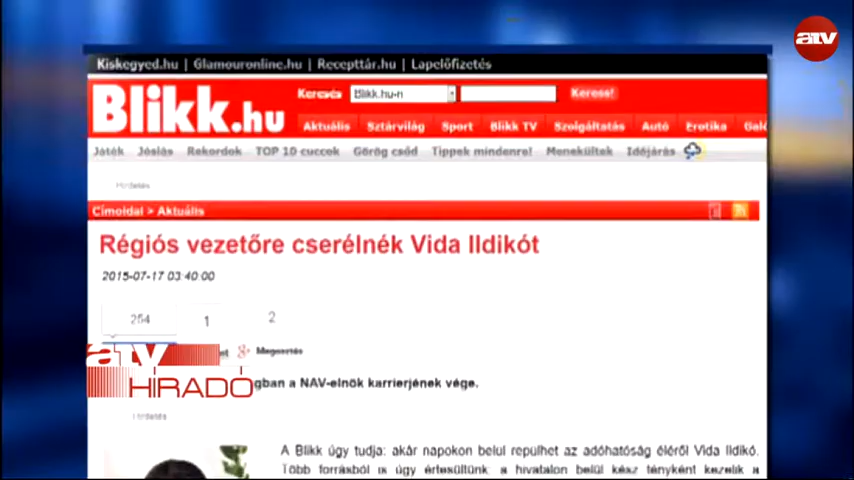 atv
Kiskegyed.hu | Glamouronline.hu | Recepttár.hu | Lapelőfizetés
Blikk.hu
Keresés Blikk.hu-n Keress!
Aktuális Sztárvilág Sport Blikk TV Szolgáltatás Autó Erotika Galé
Játék Jóslás Rekordok TOP 10 cuccok Görög csőd Tippek mindenre! Menekültek Időjárás
Hirdetés
Címoldal > Aktuális
Régiós vezetőre cserélnék Vida Ildikót
2015-07-17 03:40:00
264 1 2
atv
Megosztás
HÍRADÓ
gban a NAV-elnök karrierjének vége.
Hirdetés
A Blikk úgy tudja: akár napokon belül repülhet az adóhatóság éléről Vida Ildikó.
Több forrásból is úgy értesültünk: a hivatalon belül kész tényként kezelik a